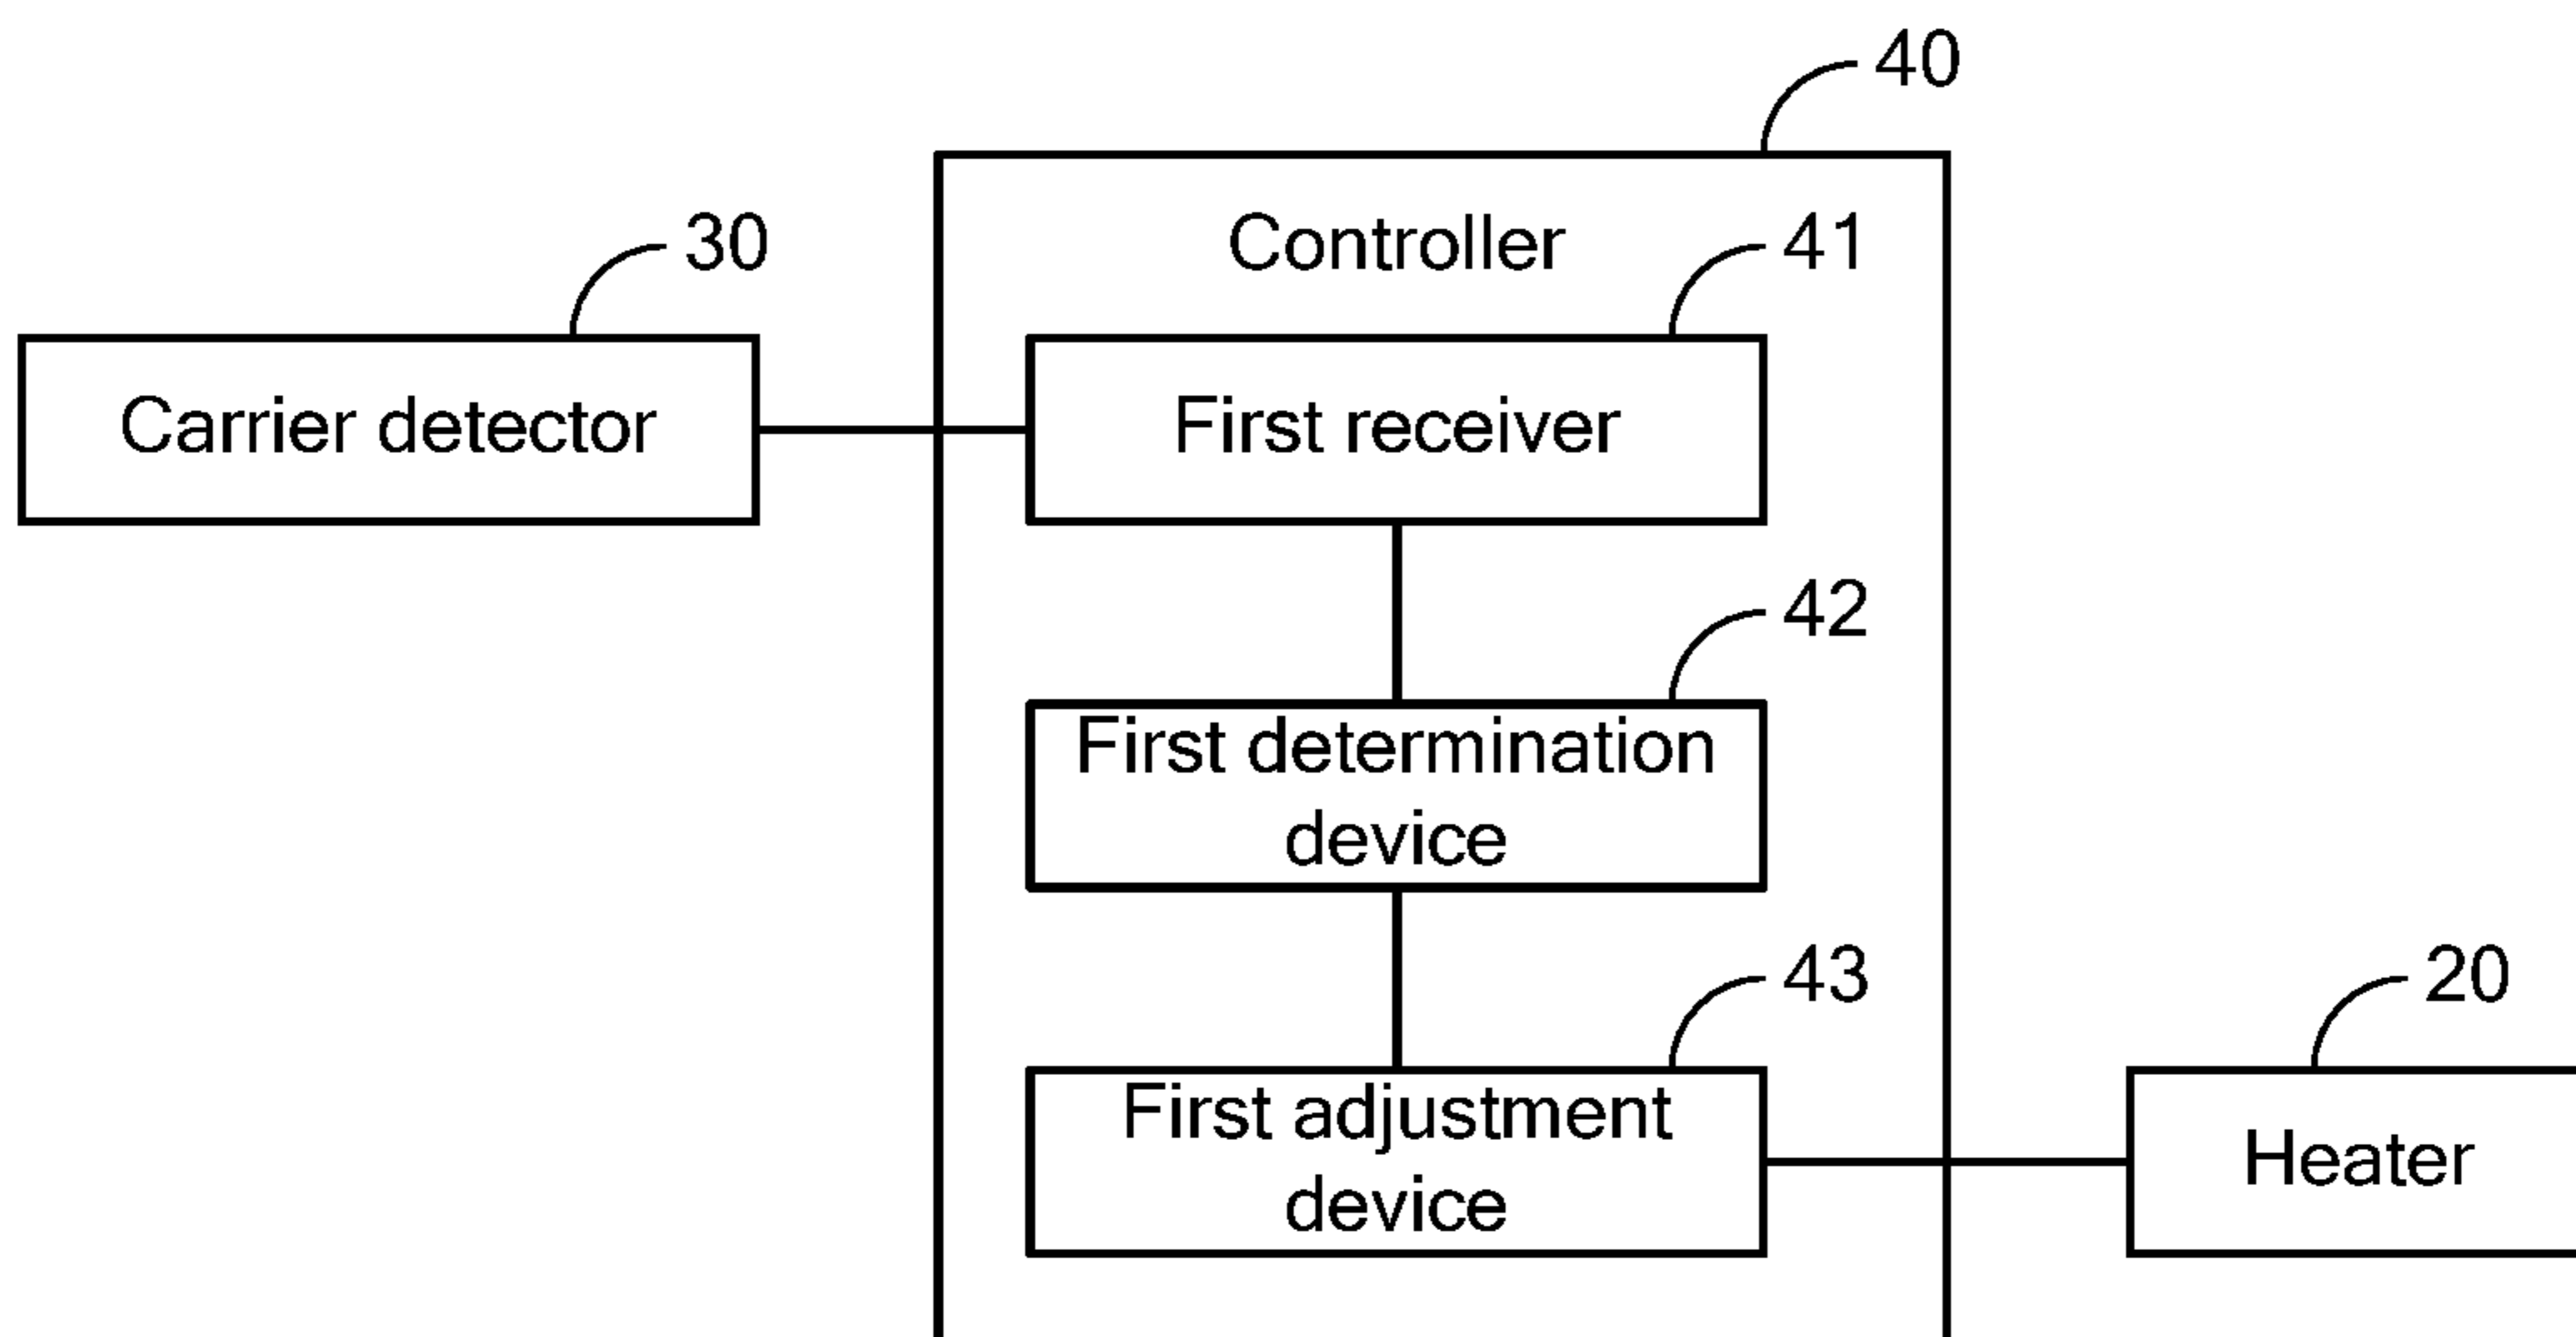 40
Controller
30
41
Carrier detector
First receiver
42
First determination
device
43
20
First adjustment
device
Heater